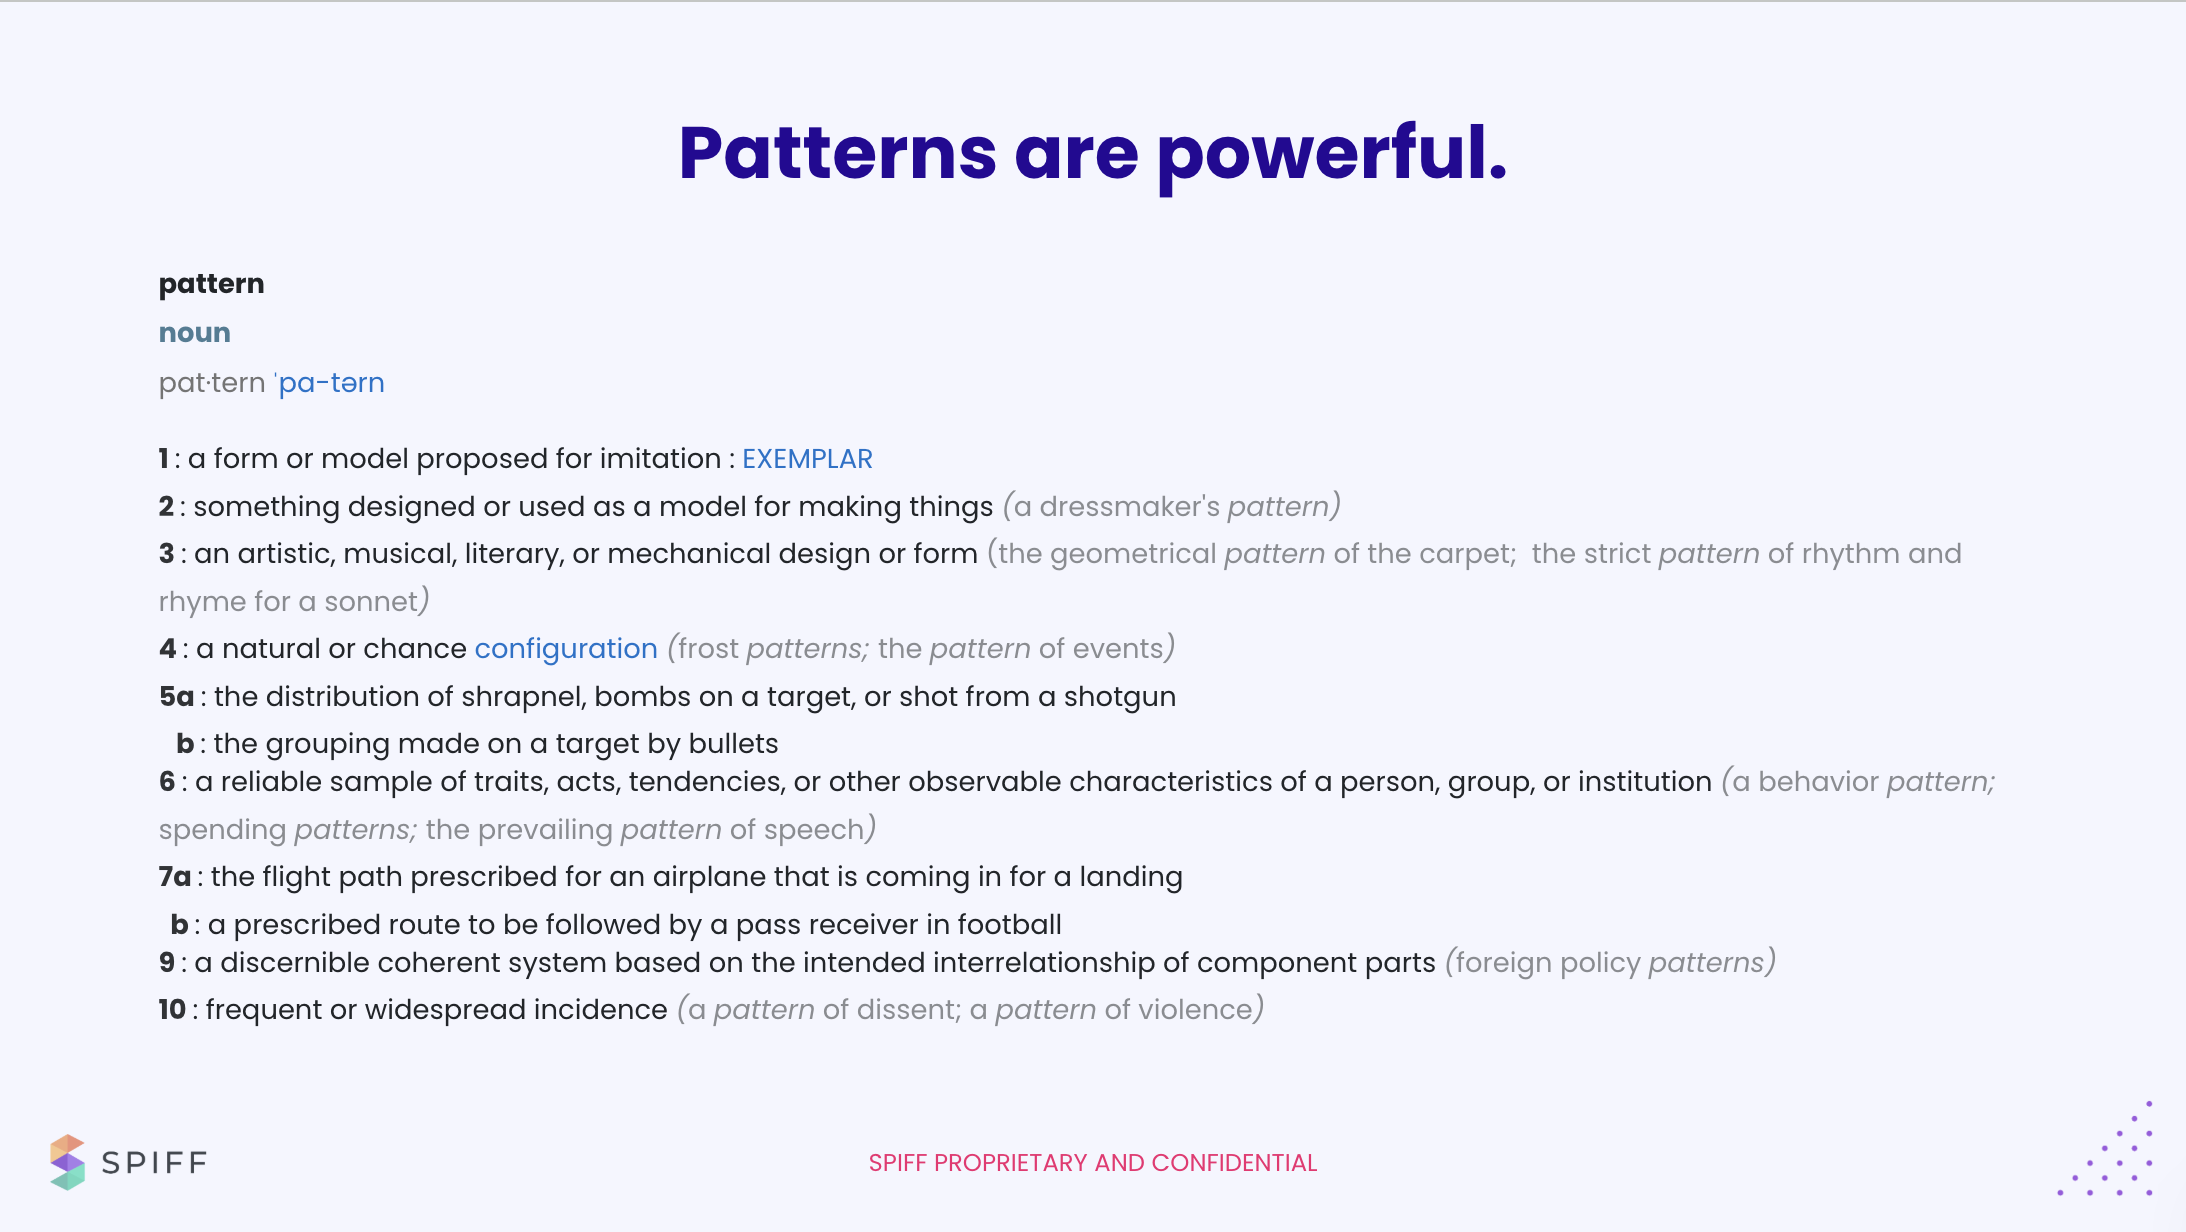 Patterns are powerful.
pattern
noun
pat·tern ˈpa-tərn
1 : a form or model proposed for imitation : EXEMPLAR
2 : something designed or used as a model for making things (a dressmaker's pattern)
3 : an artistic, musical, literary, or mechanical design or form (the geometrical pattern of the carpet;  the strict pattern of rhythm and
rhyme for a sonnet)
4 : a natural or chance configuration (frost patterns; the pattern of events)
5a : the distribution of shrapnel, bombs on a target, or shot from a shotgun
b : the grouping made on a target by bullets
6 : a reliable sample of traits, acts, tendencies, or other observable characteristics of a person, group, or institution (a behavior pattern;
spending patterns; the prevailing pattern of speech)
7a : the flight path prescribed for an airplane that is coming in for a landing
b : a prescribed route to be followed by a pass receiver in football
9 : a discernible coherent system based on the intended interrelationship of component parts (foreign policy patterns)
10 : frequent or widespread incidence (a pattern of dissent; a pattern of violence)
SPIFF
SPIFF PROPRIETARY AND CONFIDENTIAL